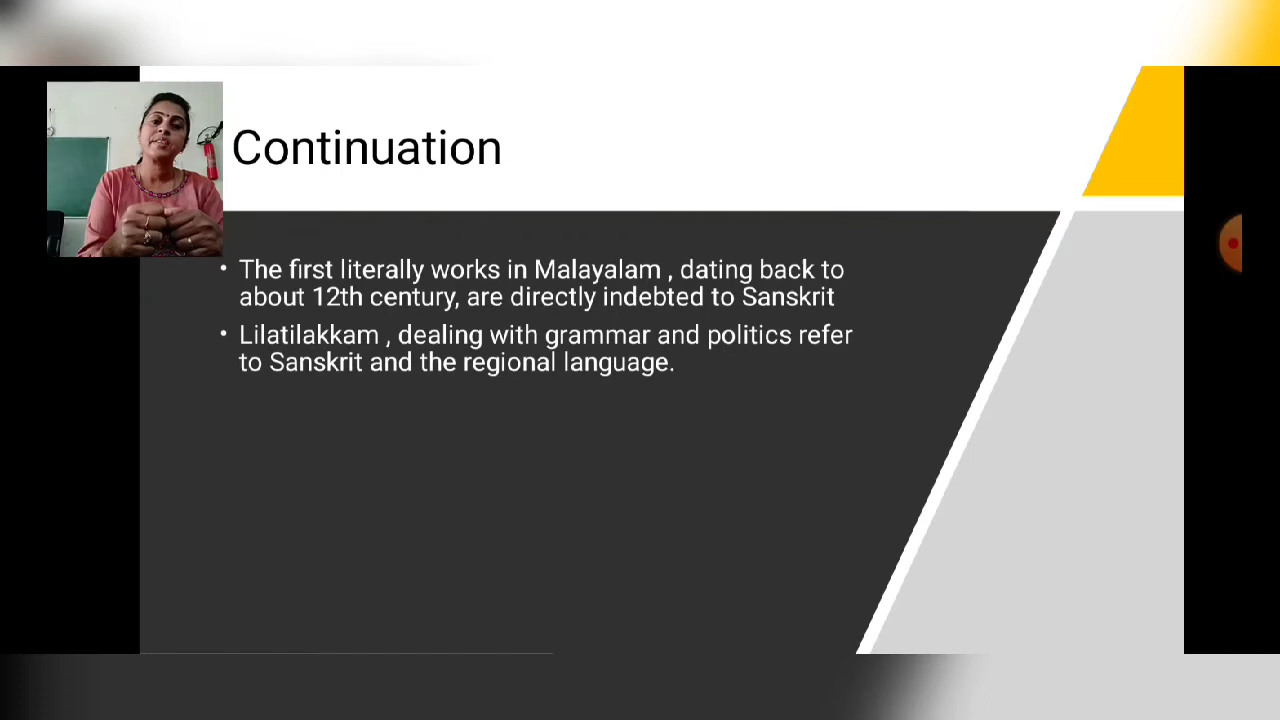 Continuation
• The first literally works in Malayalam , dating back to
about 12th century, are directly indebted to Sanskrit
• Lilatilakkam , dealing with grammar and politics refer
to Sanskrit and the regional language.